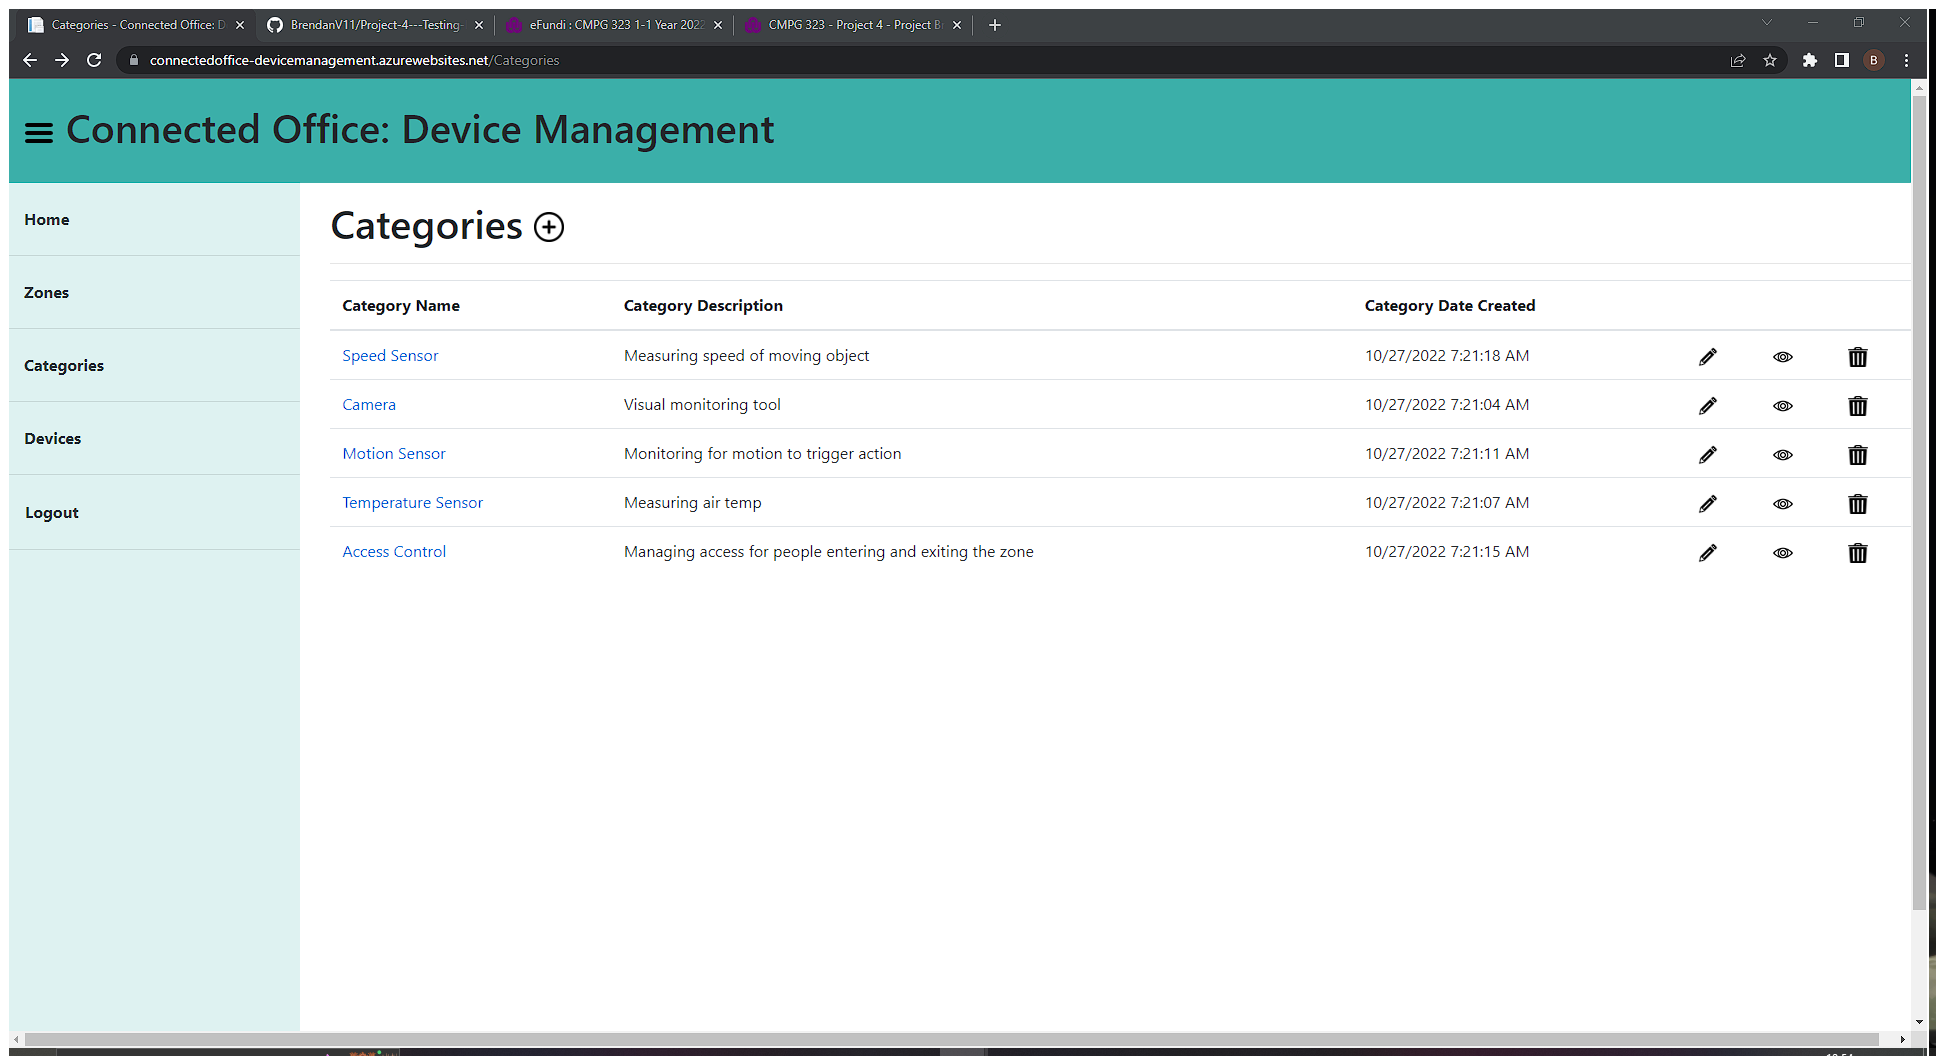 Categories - Connected Office: D
BrendanV11/Project-4---Testing-
eFundi : CMPG 323 1-1 Year 2022
CMPG 323 - Project 4 - Project B
connectedoffice-devicemanagement.azurewebsites.net/Categories
B
Connected Office: Device Management
Home
Zones
Categories
Devices
Logout
Categories
Category Name Category Description Category Date Created
Speed Sensor Measuring speed of moving object 10/27/2022 7:21:18 AM
Camera Visual monitoring tool 10/27/2022 7:21:04 AM
Motion Sensor Monitoring for motion to trigger action 10/27/2022 7:21:11 AM
Temperature Sensor Measuring air temp 10/27/2022 7:21:07 AM
Access Control Managing access for people entering and exiting the zone 10/27/2022 7:21:15 AM